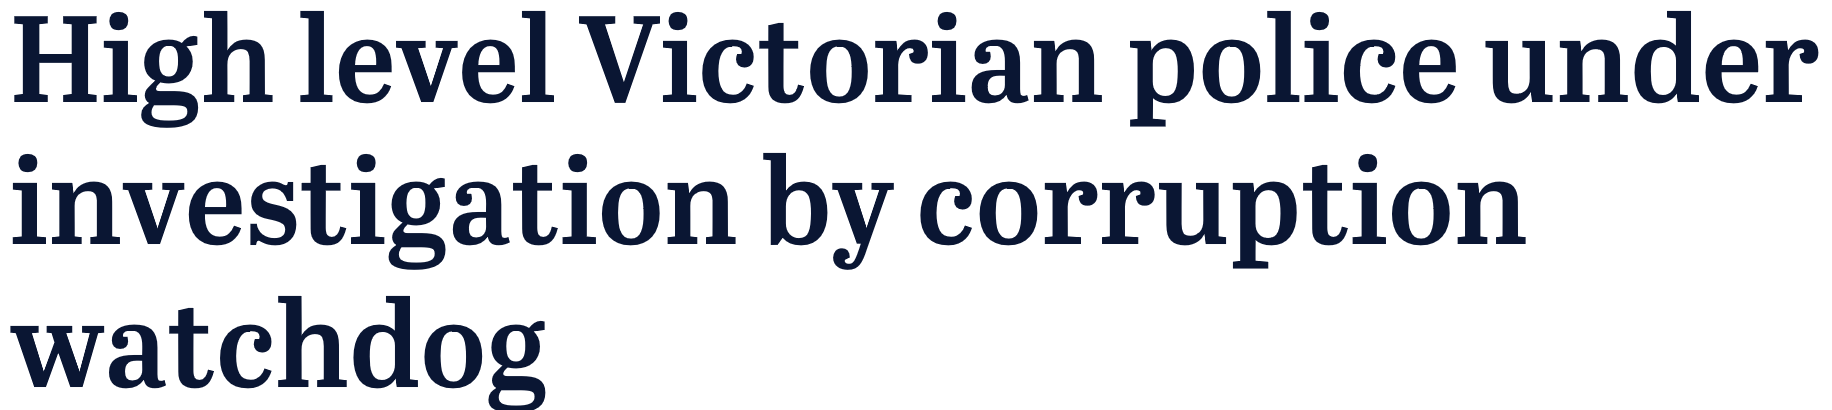 High level Victorian police under
investigation by corruption
watchdog